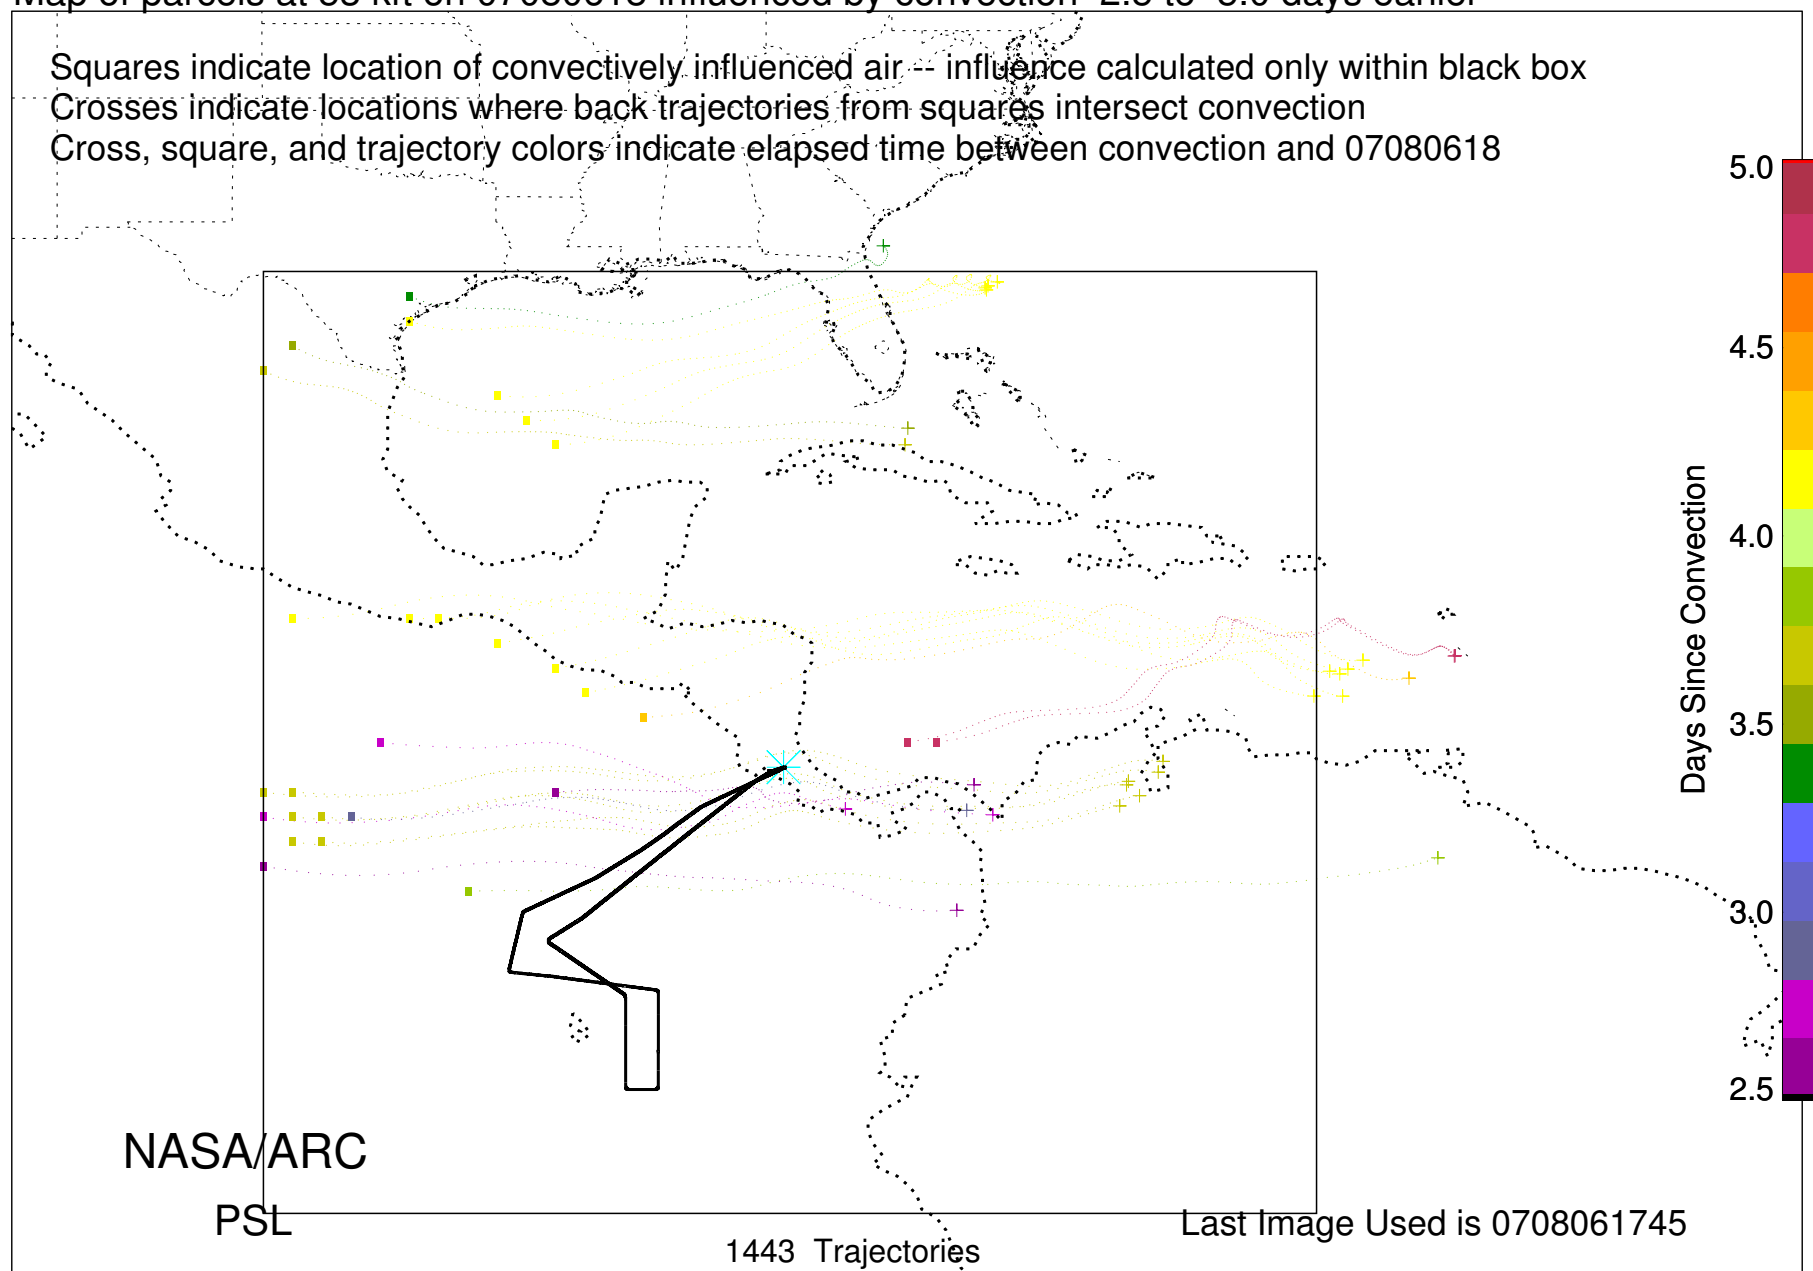 Squares indicate location of convectively influenced air -- influence calculated only within black box
Crosses indicate locations where back trajectories from squares intersect convection
Cross, square, and trajectory colors indicate elapsed time between convection and 07080618
5.0
4.5
4.0
3.5
3.0
2.5
Days Since Convection
NASA/ARC
PSL
Last Image Used is 0708061745
1443 Trajectories